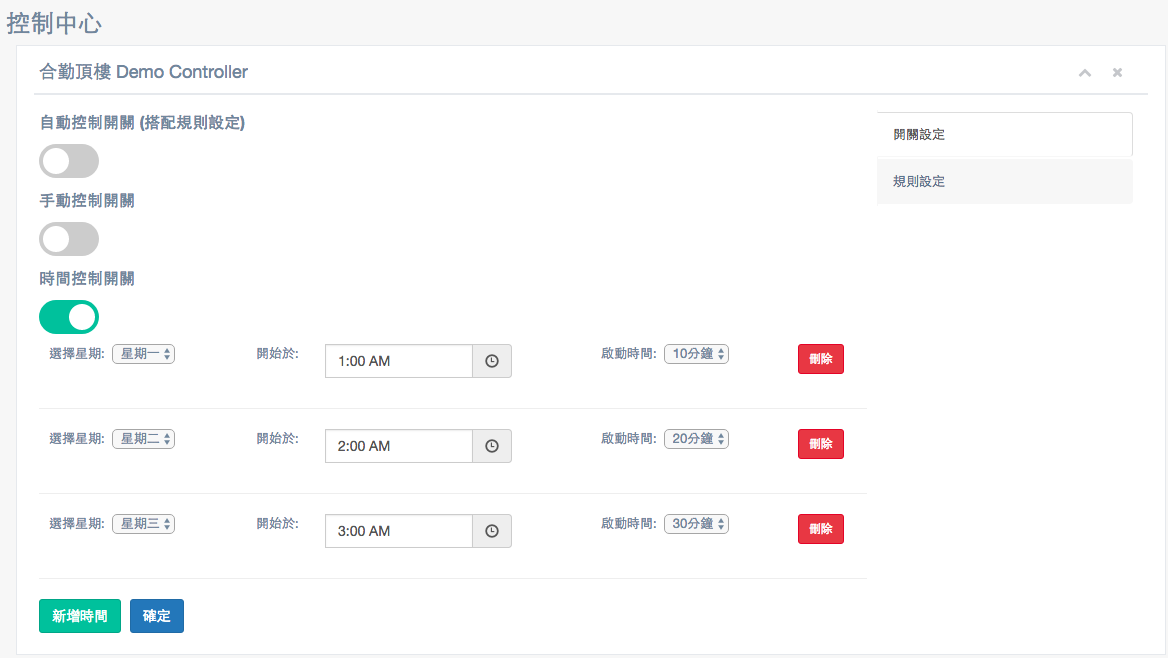 控制中心
合勤頂樓 Demo Controller
自動控制開關 (搭配規則設定)
開關設定
規則設定
手動控制開關
時間控制開關
選擇星期: 星期一 開始於: 1:00 AM 啟動時間: 10分鐘 刪除
選擇星期: 星期二 開始於: 2:00 AM 啟動時間: 20分鐘 刪除
選擇星期: 星期三 開始於: 3:00 AM 啟動時間: 30分鐘 刪除
新增時間 確定